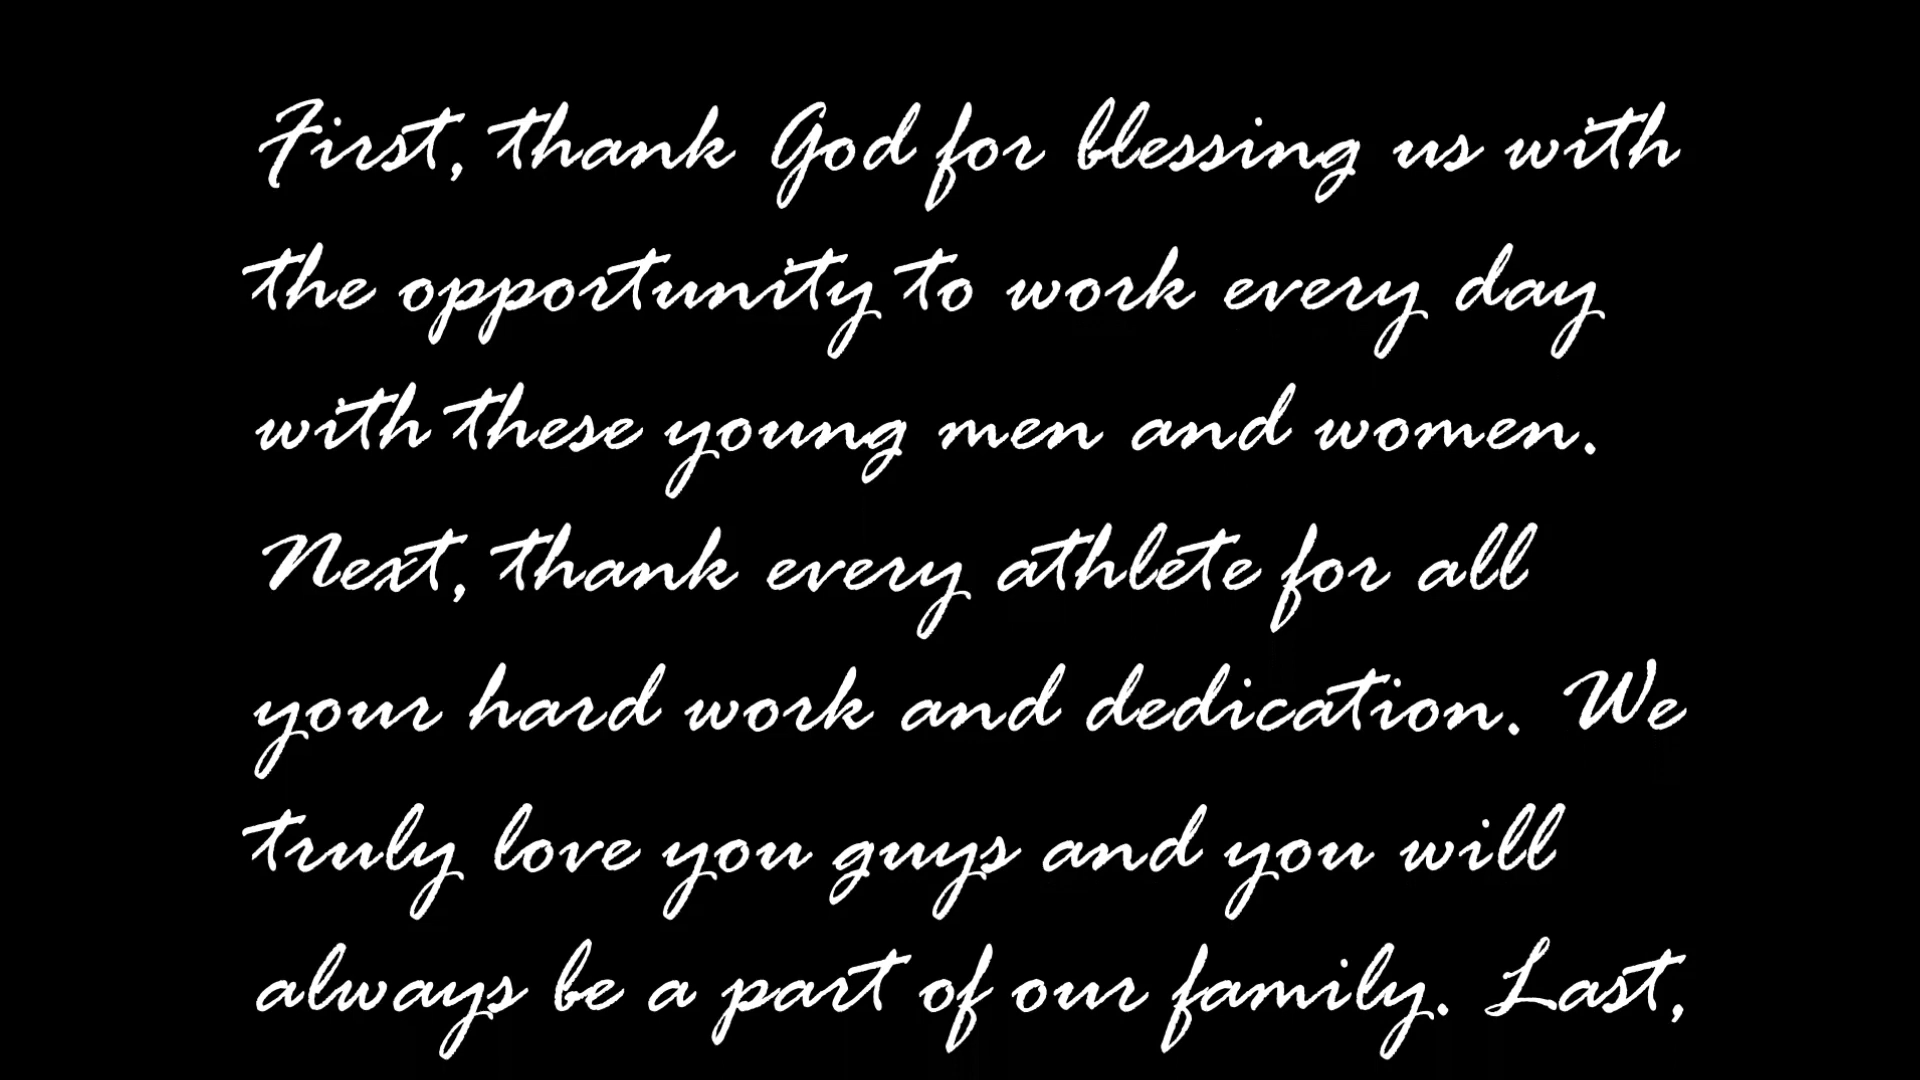 First, thank God for blessing us with
the opportunity to work every day
with these young men and women.
Next, thank every athlete for all
your hard work and dedication. We
truly love you guys and you will
always be a part of our family. Last,